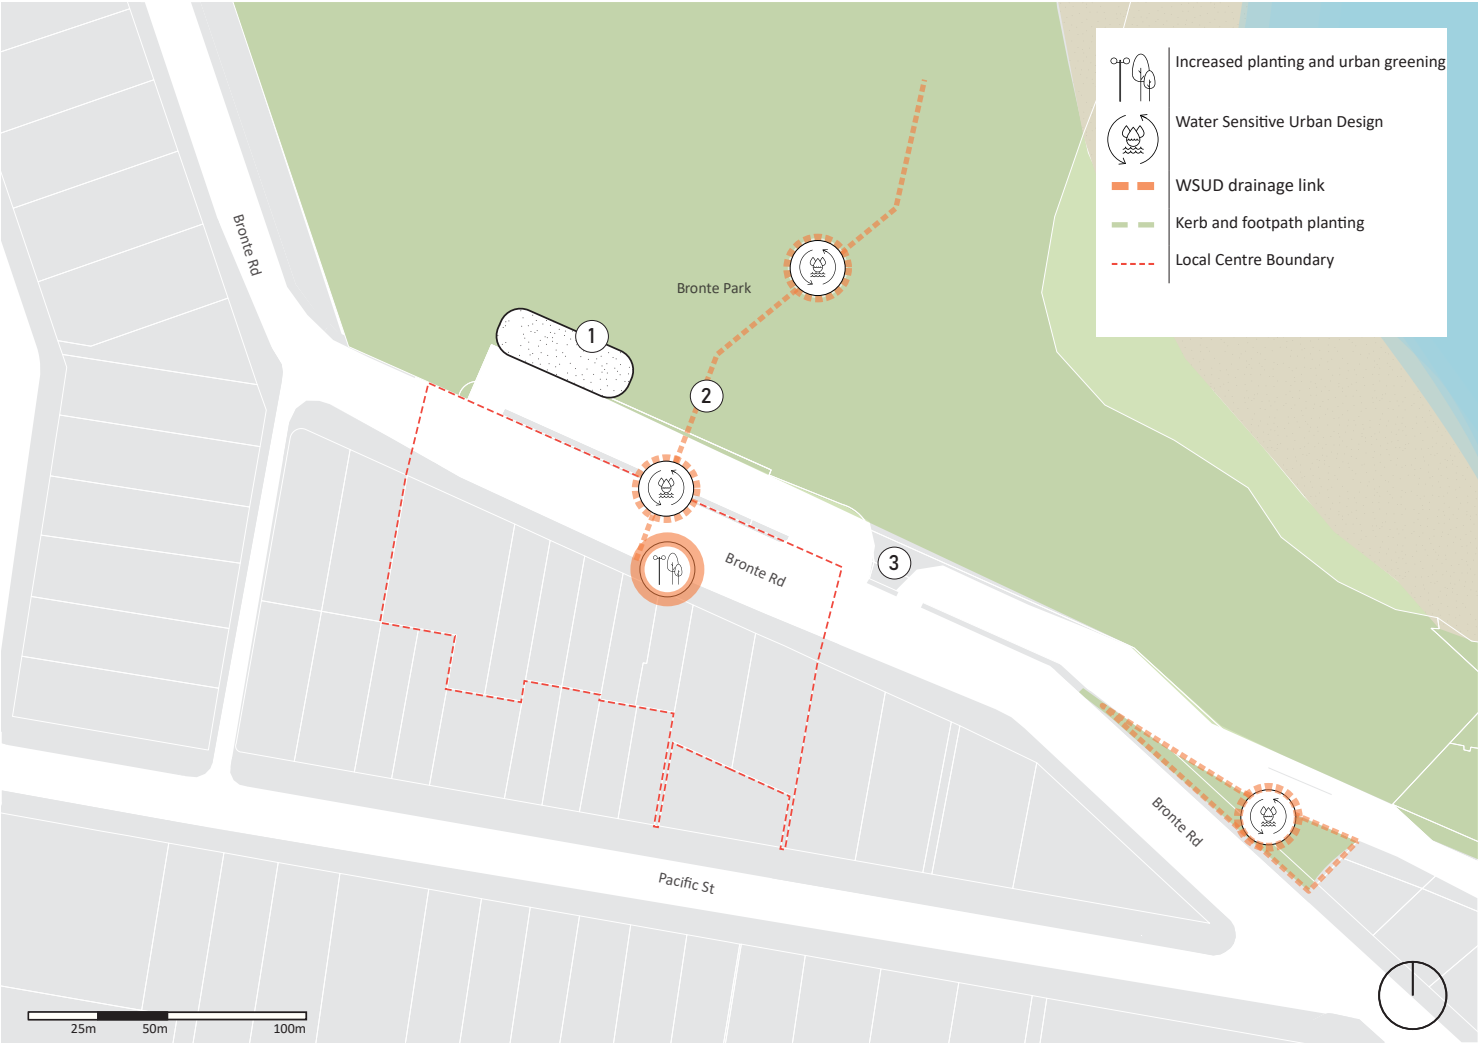 Increased planting and urban greening
Water Sensitive Urban Design
WSUD drainage link
Kerb and footpath planting
Local Centre Boundary
Bronte Rd
Bronte Park
1
2
3
Bronte Rd
Bronte Rd
Pacific St
25m 50m 100m